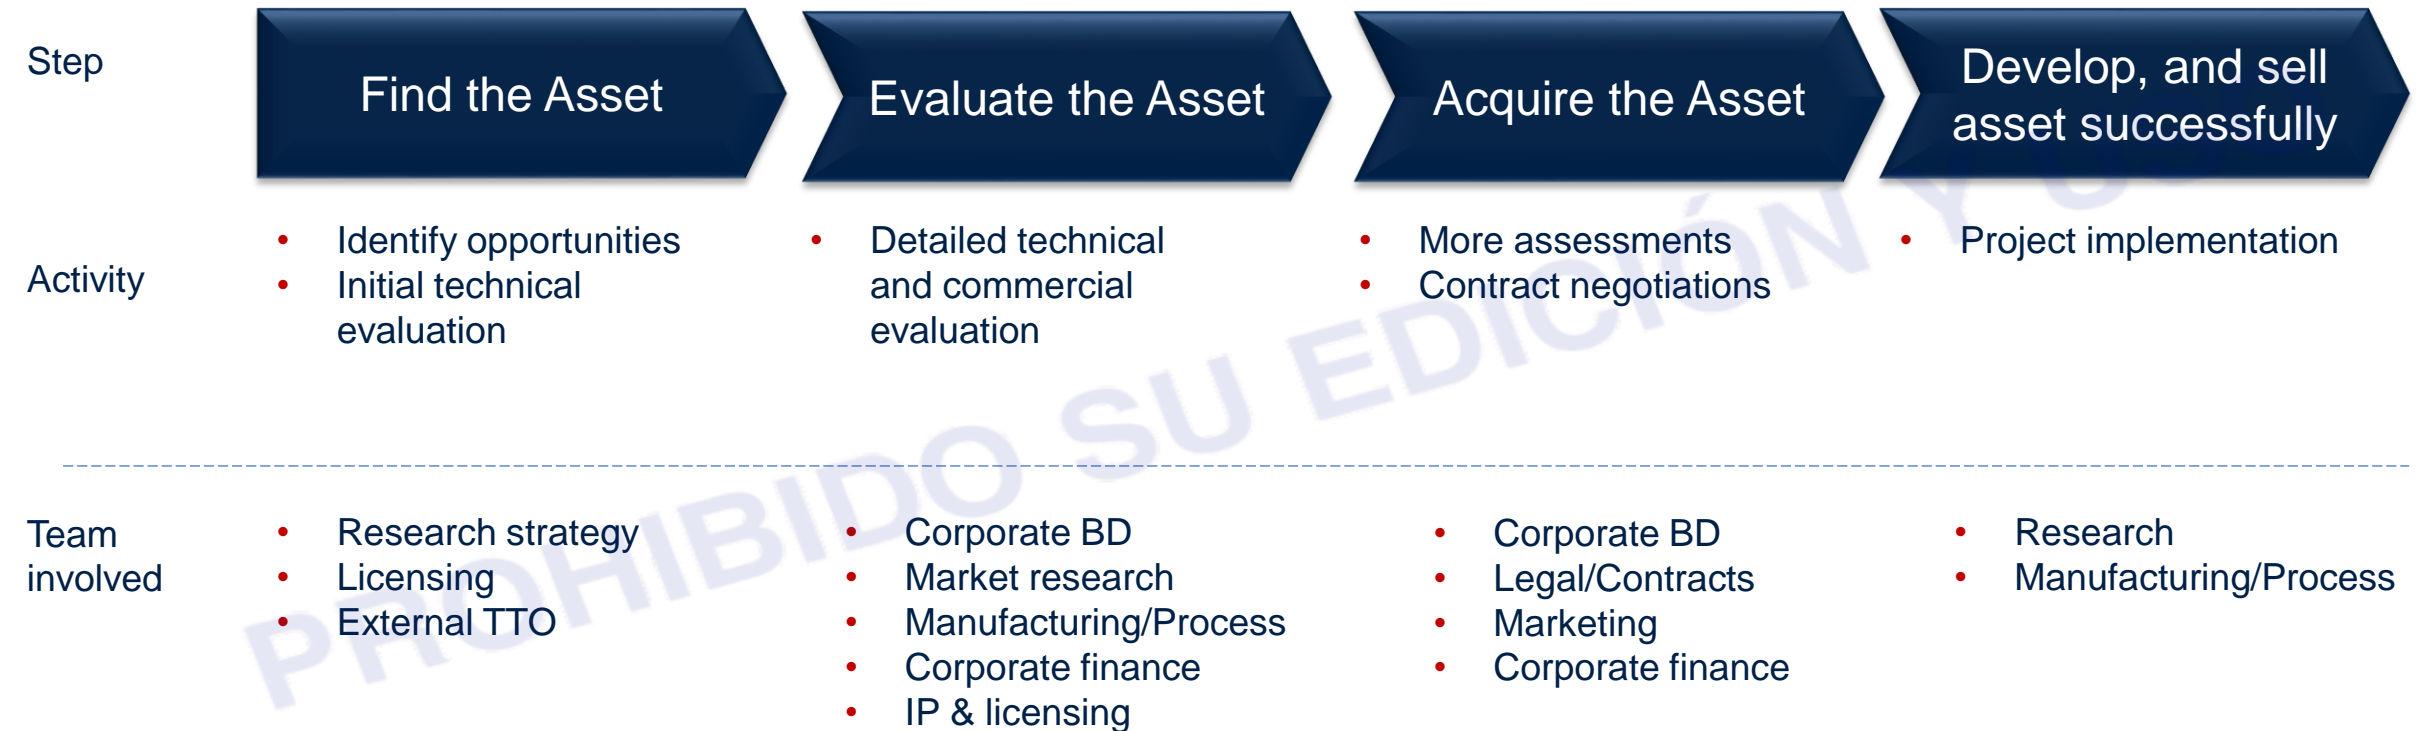 Step
Find the Asset
Evaluate the Asset
Acquire the Asset
Develop, and sell
asset successfully
Activity
• Identify opportunities
• Initial technical
evaluation
• Detailed technical
and commercial
evaluation
• More assessments
• Contract negotiations
• Project implementation
Team
involved
• Research strategy
• Licensing
• External TTO
• Corporate BD
• Market research
• Manufacturing/Process
• Corporate finance
• IP & licensing
• Corporate BD
• Legal/Contracts
• Marketing
• Corporate finance
• Research
• Manufacturing/Process
PROHIBIDO SU EDICIÓN Y